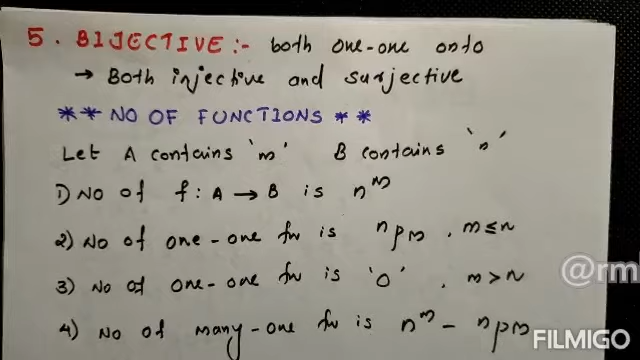 5. BIJECTIVE :- both one-one onto
→ Both injective and surjective
** NO OF FUNCTIONS **
Let A contains 'm' B contains 'n'
1) NO of f : A → B is nᵐ
2) No of one-one fn is ⁿPₘ . m ≤ n
3) No of one-one fn is 'O' . m > n
4) No of many-one fn is nᵐ - ⁿPₘ
@rm
FILMIGO